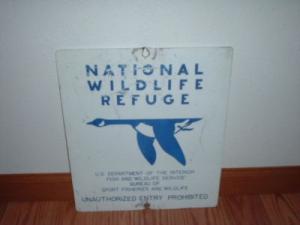 NATIONAL
WILDLIFE
REFUGE
U.S. DEPARTMENT OF THE INTERIOR
FISH AND WILDLIFE SERVICE
BUREAU OF
SPORT FISHERIES AND WILDLIFE
UNAUTHORIZED ENTRY PROHIBITED